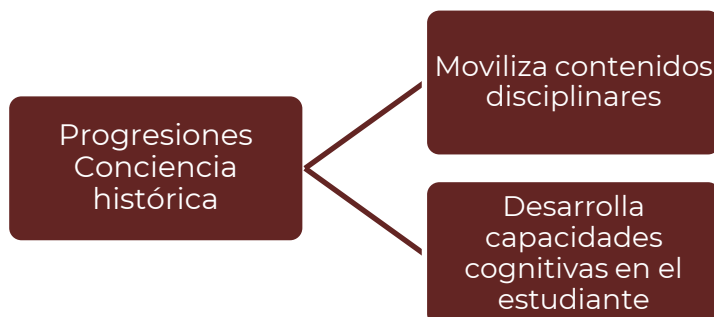 Progresiones
Conciencia
histórica
Moviliza contenidos
disciplinares
Desarrolla
capacidades
cognitivas en el
estudiante